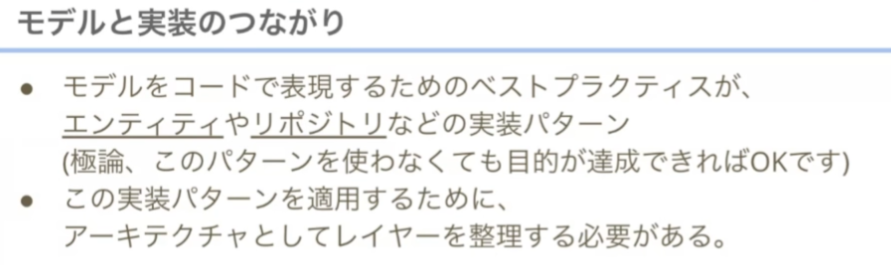 モデルと実装のつながり
● モデルをコードで表現するためのベストプラクティスが、
エンティティやリポジトリなどの実装パターン
(極論、このパターンを使わなくても目的が達成できればOKです)
● この実装パターンを適用するために、
アーキテクチャとしてレイヤーを整理する必要がある。